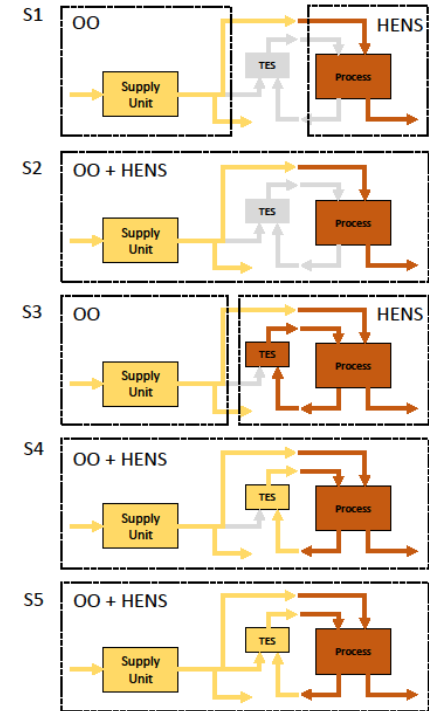 S1
OO
HENS
TES
Supply
Unit
Process
S2
OO + HENS
TES
Supply
Unit
Process
S3
OO
HENS
TES
Supply
Unit
Process
S4
OO + HENS
TES
Supply
Unit
Process
S5
OO + HENS
TES
Supply
Unit
Process